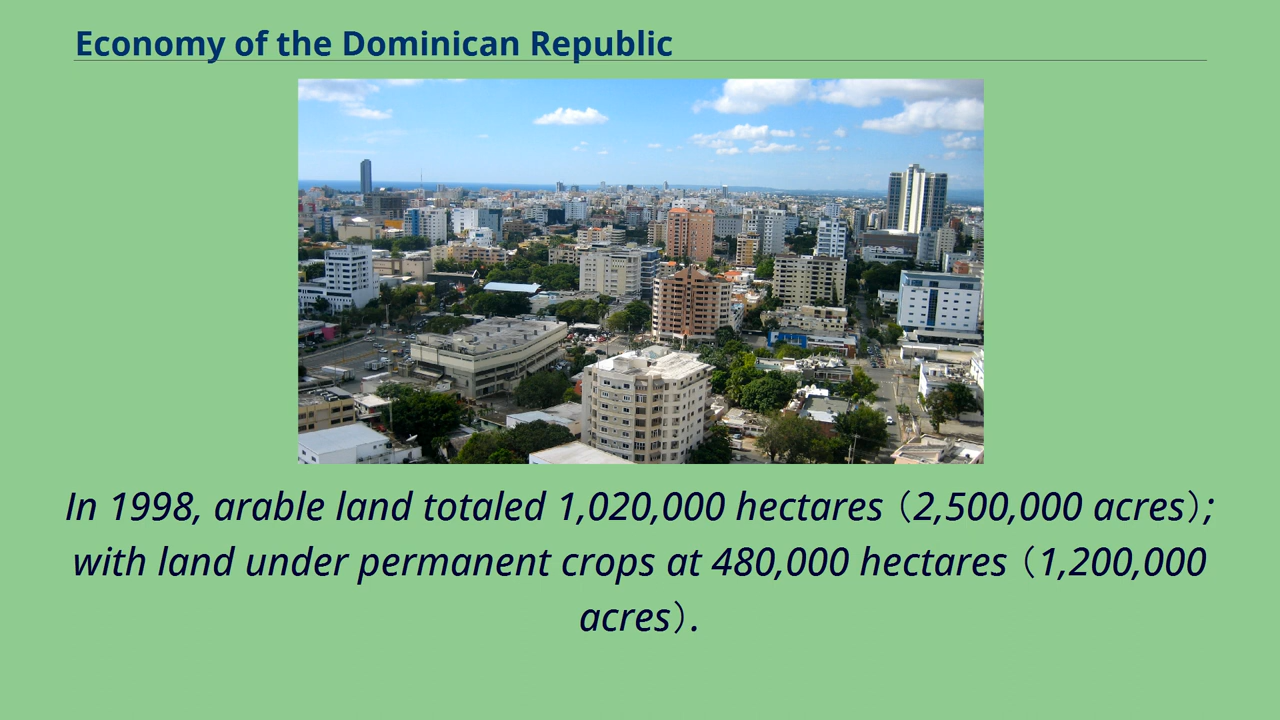 Economy of the Dominican Republic
In 1998, arable land totaled 1,020,000 hectares（2,500,000 acres）;
with land under permanent crops at 480,000 hectares（1,200,000
acres）.